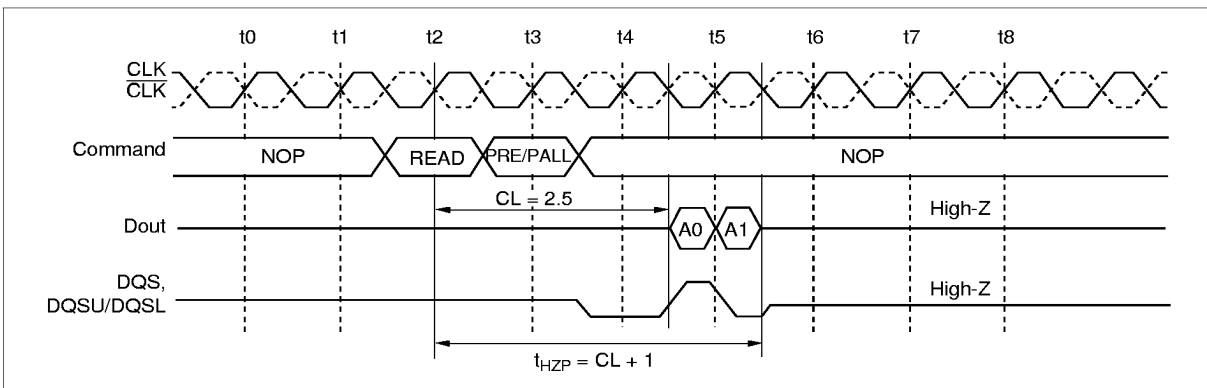 t0 t1 t2 t3 t4 t5 t6 t7 t8
CLK
CLK
Command NOP READ PRE/PALL NOP
CL = 2.5
Dout A0 A1 High-Z
DQS,
DQSU/DQSL High-Z
tHZP = CL + 1